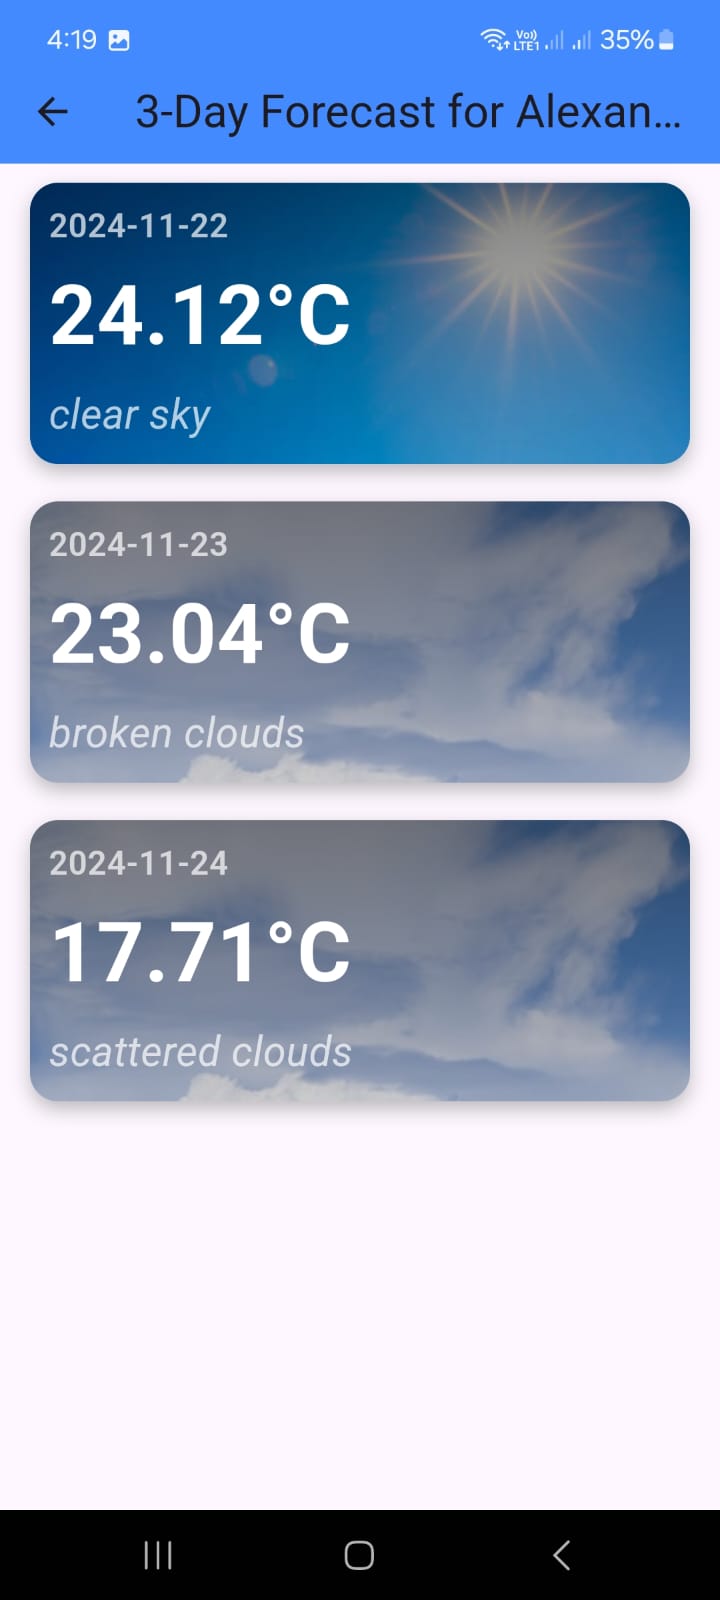 4:19 Vo)) LTE1 35%
3-Day Forecast for Alexan...
2024-11-22
24.12°C
clear sky
2024-11-23
23.04°C
broken clouds
2024-11-24
17.71°C
scattered clouds